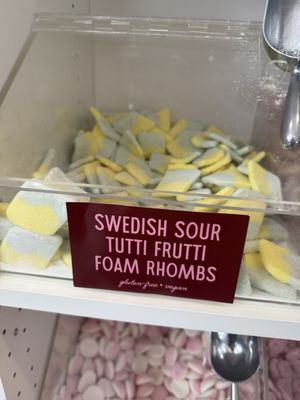 SWEDISH SOUR
TUTTI FRUTTI
FOAM RHOMBS
gluten-free + vegan